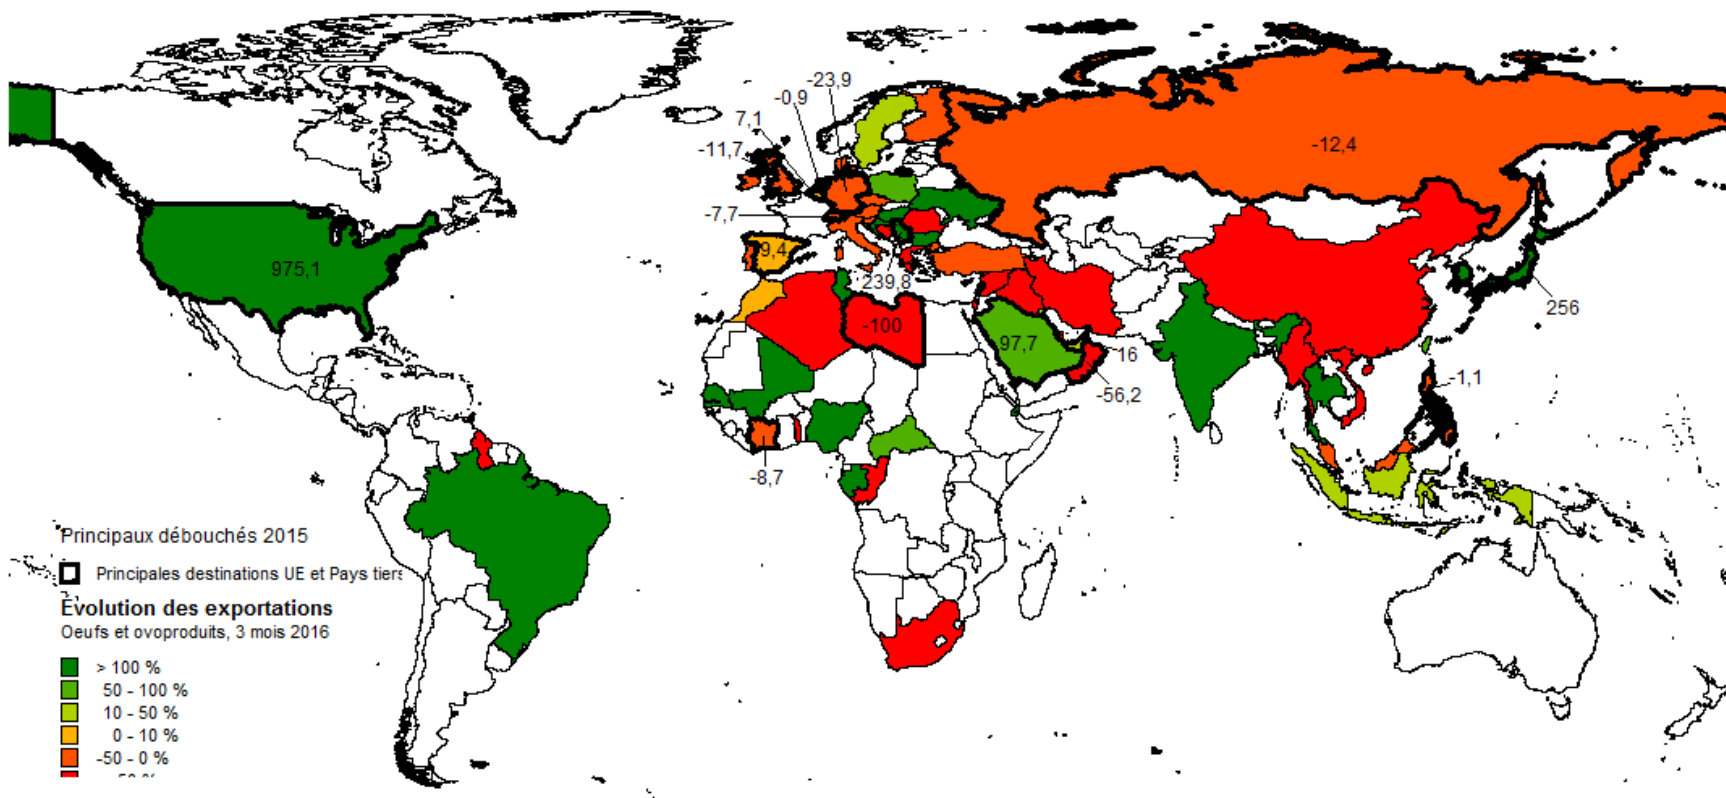 -23,9
-0,9
7,1
-11,7
-12,4
-7,7
9,4
975,1
239,8
256
-100
97,7
16
-56,2
-1,1
-8,7
Principaux débouchés 2015
Principales destinations UE et Pays tiers
Evolution des exportations
Oeufs et ovoproduits, 3 mois 2016
> 100 %
50 - 100 %
10 - 50 %
0 - 10 %
-50 - 0 %